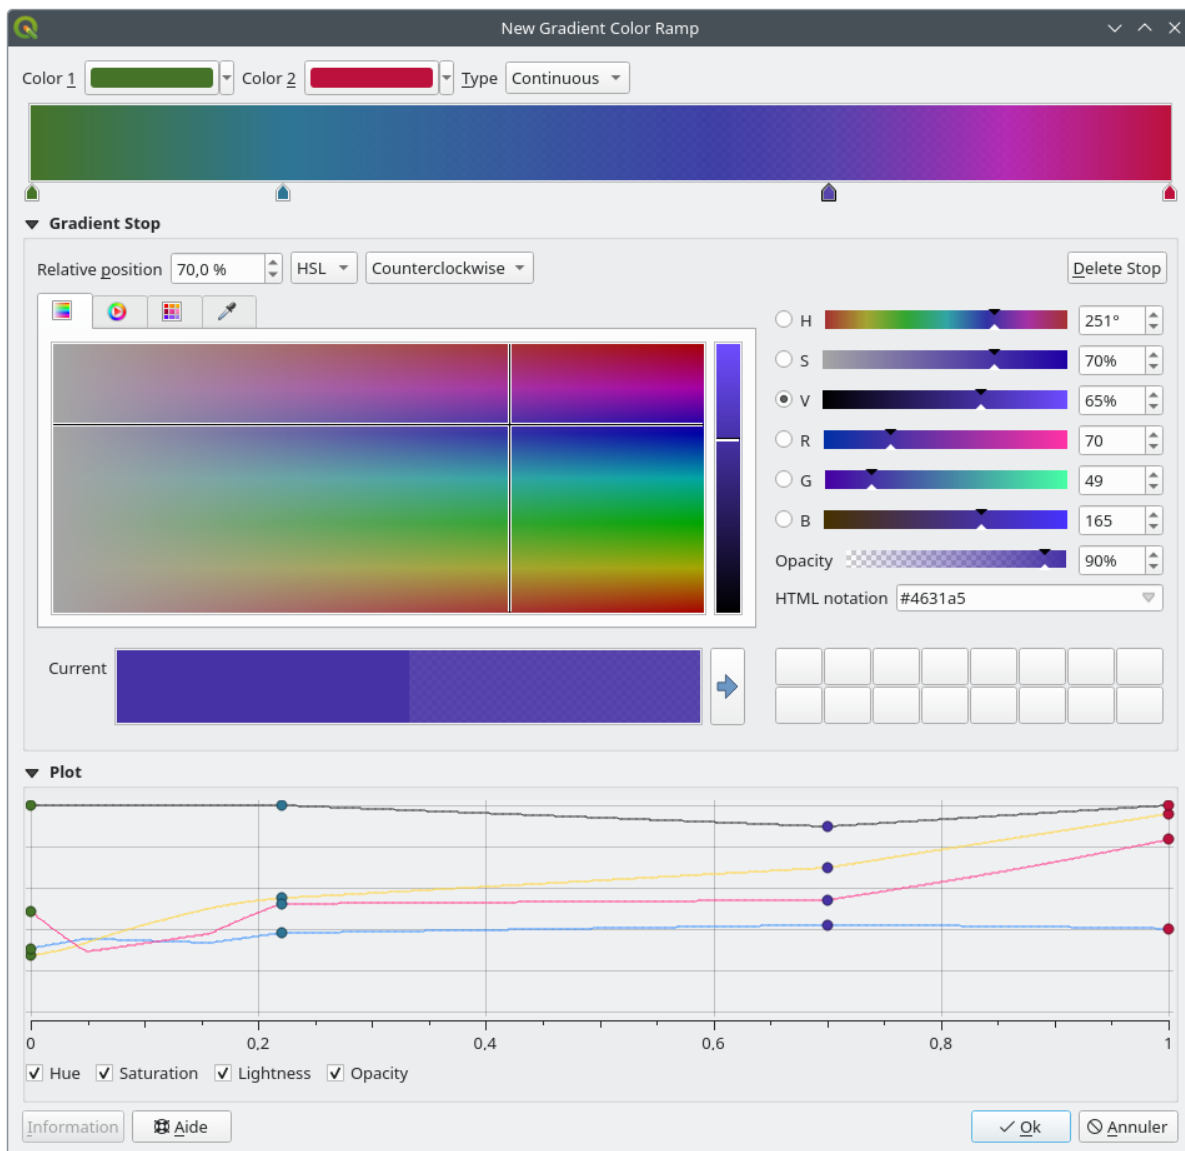 New Gradient Color Ramp
Color 1 Color 2 Type Continuous
Gradient Stop
Relative position 70,0 % HSL Counterclockwise Delete Stop
H 251°
S 70%
V 65%
R 70
G 49
B 165
Opacity 90%
HTML notation #4631a5
Current
Plot
0 0,2 0,4 0,6 0,8 1
Hue Saturation Lightness Opacity
Information Aide Ok Annuler